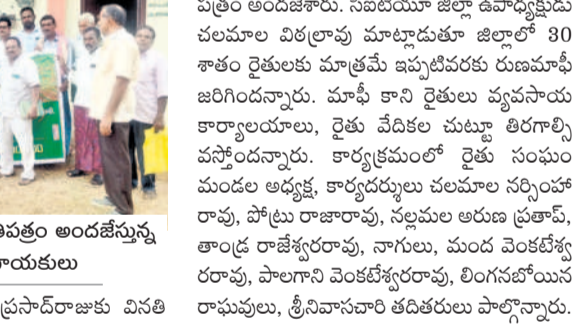 తిపత్రం అందజేస్తున్న
నాయకులు
ప్రసాద్‌రాజుకు వినతి
పత్రం అందజేశారు. సీఐటీయూ జిల్లా ఉపాధ్యక్షుడు
చలమాల విఠల్‌రావు మాట్లాడుతూ జిల్లాలో 30
శాతం రైతులకు మాత్రమే ఇప్పటివరకు రుణమాఫీ
జరిగిందన్నారు. మాఫీ కాని రైతులు వ్యవసాయ
కార్యాలయాలు, రైతు వేదికల చుట్టూ తిరగాల్సి
వస్తోందన్నారు. కార్యక్రమంలో రైతు సంఘం
మండల అధ్యక్ష, కార్యదర్శులు చలమాల నర్సింహా
రావు, పోట్రు రాజారావు, నల్లమల అరుణ ప్రతాప్,
తాండ్ర రాజేశ్వరరావు, నాగులు, మంద వెంకటేశ్వ
రరావు, పాలగాని వెంకటేశ్వరరావు, లింగనబోయిన
రాఘవులు, శ్రీనివాసచారి తదితరులు పాల్గొన్నారు.